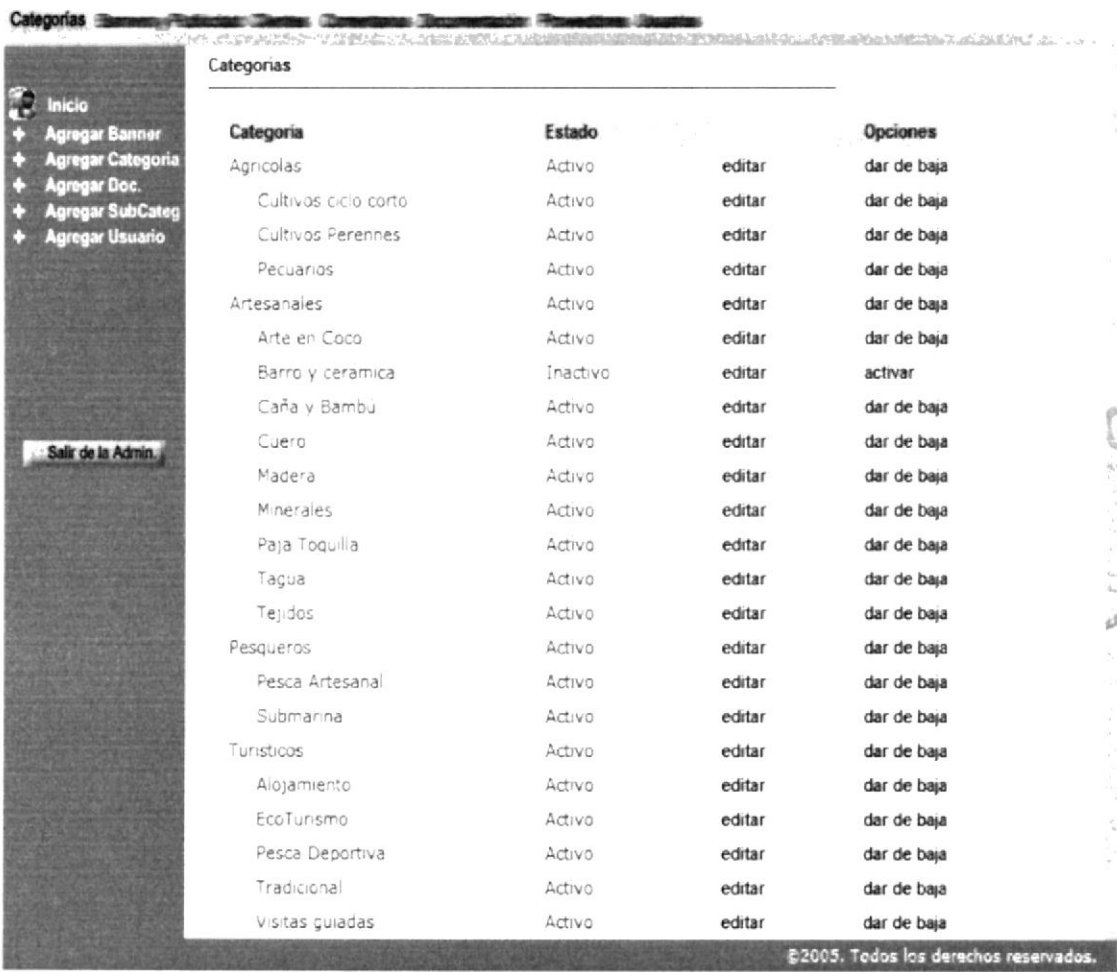 Categorías Banners y Publicidad Clientes Comentarios Documentación Proveedores Usuarios
Categorias
Inicio
Agregar Banner
Agregar Categoria
Agregar Doc.
Agregar SubCateg
Agregar Usuario
Salir de la Admin.
Categoria Estado Opciones
Agricolas Activo editar dar de baja
Cultivos ciclo corto Activo editar dar de baja
Cultivos Perennes Activo editar dar de baja
Pecuarios Activo editar dar de baja
Artesanales Activo editar dar de baja
Arte en Coco Activo editar dar de baja
Barro y ceramica Inactivo editar activar
Caña y Bambú Activo editar dar de baja
Cuero Activo editar dar de baja
Madera Activo editar dar de baja
Minerales Activo editar dar de baja
Paja Toquilla Activo editar dar de baja
Tagua Activo editar dar de baja
Tejidos Activo editar dar de baja
Pesqueros Activo editar dar de baja
Pesca Artesanal Activo editar dar de baja
Submarina Activo editar dar de baja
Turisticos Activo editar dar de baja
Alojamiento Activo editar dar de baja
EcoTurismo Activo editar dar de baja
Pesca Deportiva Activo editar dar de baja
Tradicional Activo editar dar de baja
Visitas guiadas Activo editar dar de baja
©2005. Todos los derechos reservados.